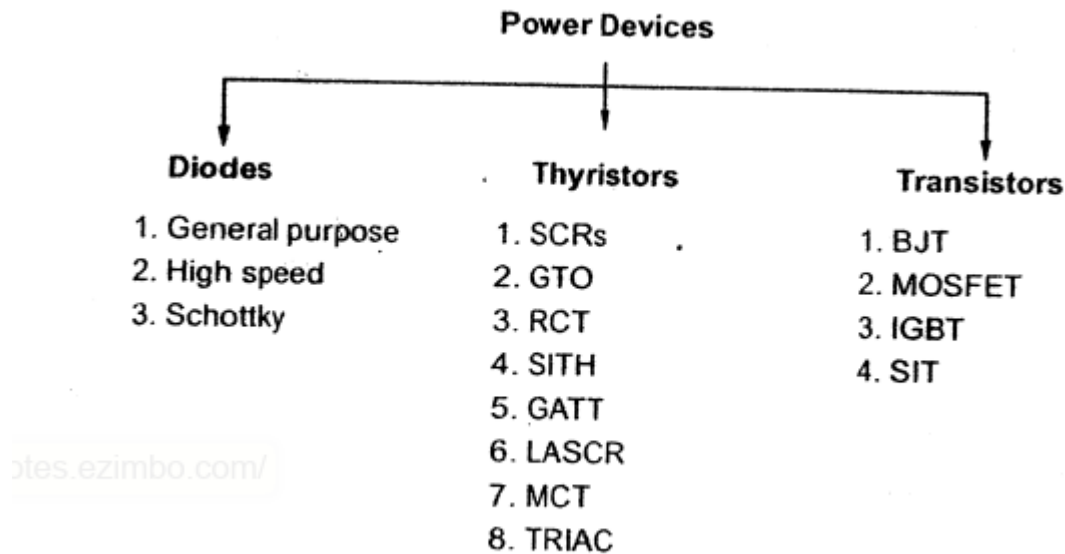 Power Devices
Diodes
1. General purpose
2. High speed
3. Schottky
Thyristors
1. SCRs
2. GTO
3. RCT
4. SITH
5. GATT
6. LASCR
7. MCT
8. TRIAC
Transistors
1. BJT
2. MOSFET
3. IGBT
4. SIT
otes.ezimbo.com/